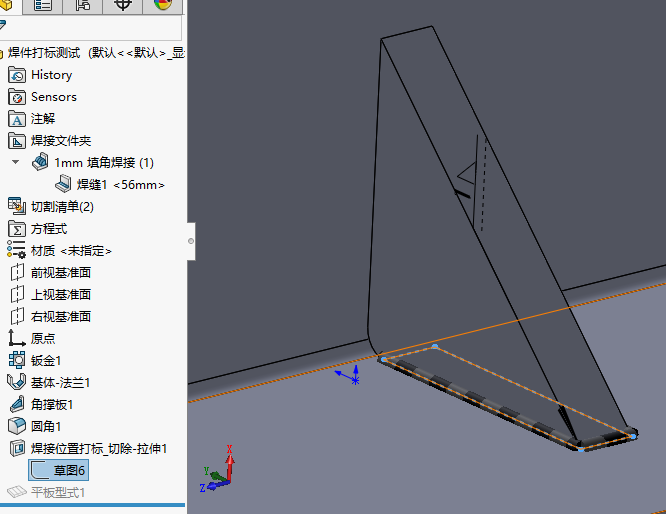 焊件打标测试 (默认<<默认>_显
History
Sensors
注解
焊接文件夹
1mm 填角焊接 (1)
焊缝1 <56mm>
切割清单(2)
方程式
材质 <未指定>
前视基准面
上视基准面
右视基准面
原点
钣金1
基体-法兰1
角撑板1
圆角1
焊接位置打标_切除-拉伸1
草图6
平板型式1
X
Y
Z